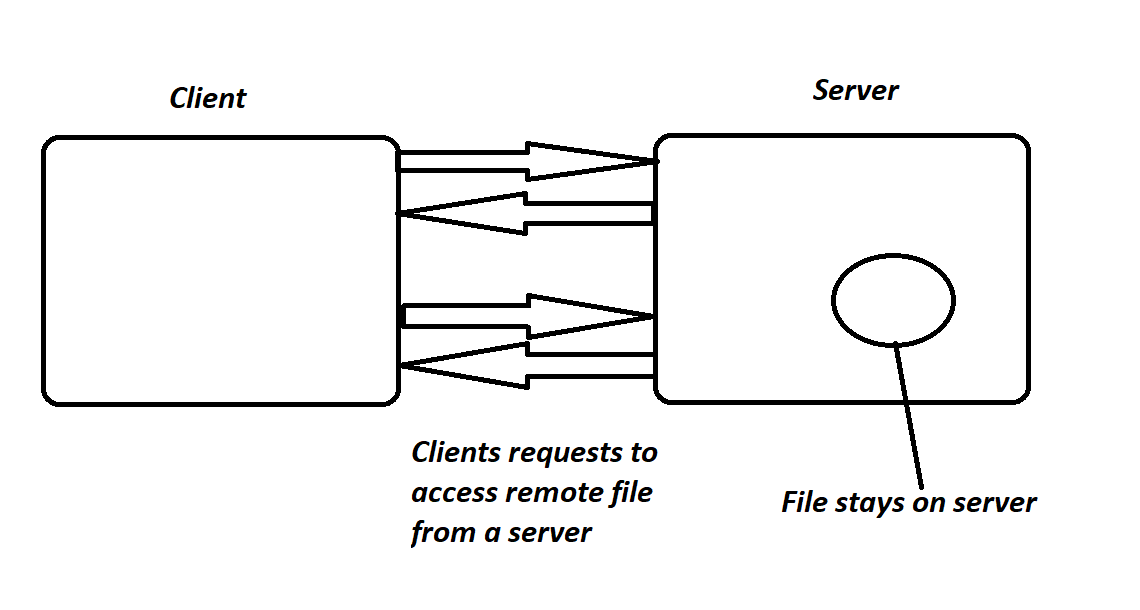 Client
Server
Clients requests to
access remote file
from a server
File stays on server